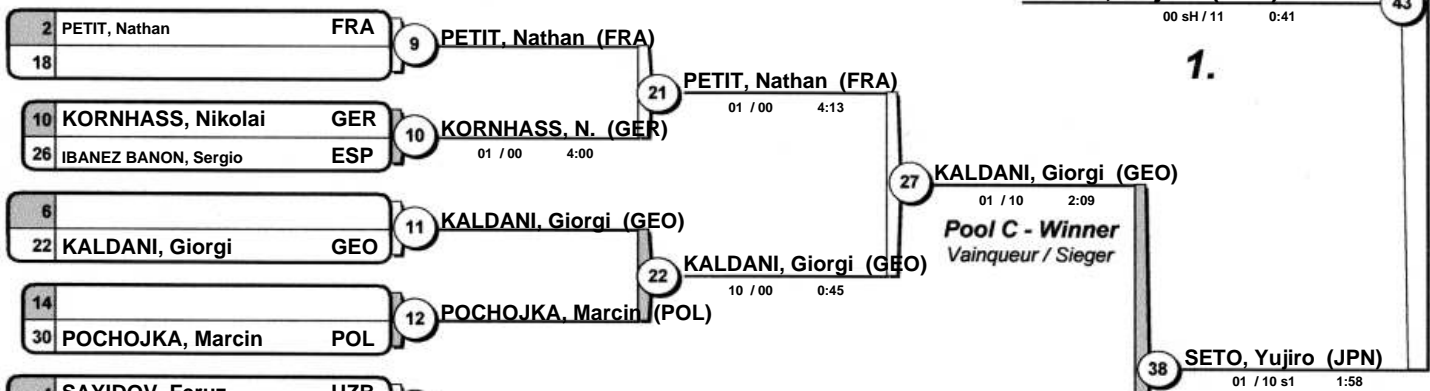 43
00 sH / 11 0:41
1.
2 PETIT, Nathan FRA
18
9 PETIT, Nathan (FRA)
21 PETIT, Nathan (FRA)
01 / 00 4:13
10 KORNHASS, Nikolai GER
26 IBANEZ BANON, Sergio ESP
10 KORNHASS, N. (GER)
01 / 00 4:00
27 KALDANI, Giorgi (GEO)
01 / 10 2:09
Pool C - Winner
Vainqueur / Sieger
6
22 KALDANI, Giorgi GEO
11 KALDANI, Giorgi (GEO)
22 KALDANI, Giorgi (GEO)
10 / 00 0:45
14
30 POCHOJKA, Marcin POL
12 POCHOJKA, Marcin (POL)
38 SETO, Yujiro (JPN)
01 / 10 s1 1:58
SAYIDOV, Feruz UZB